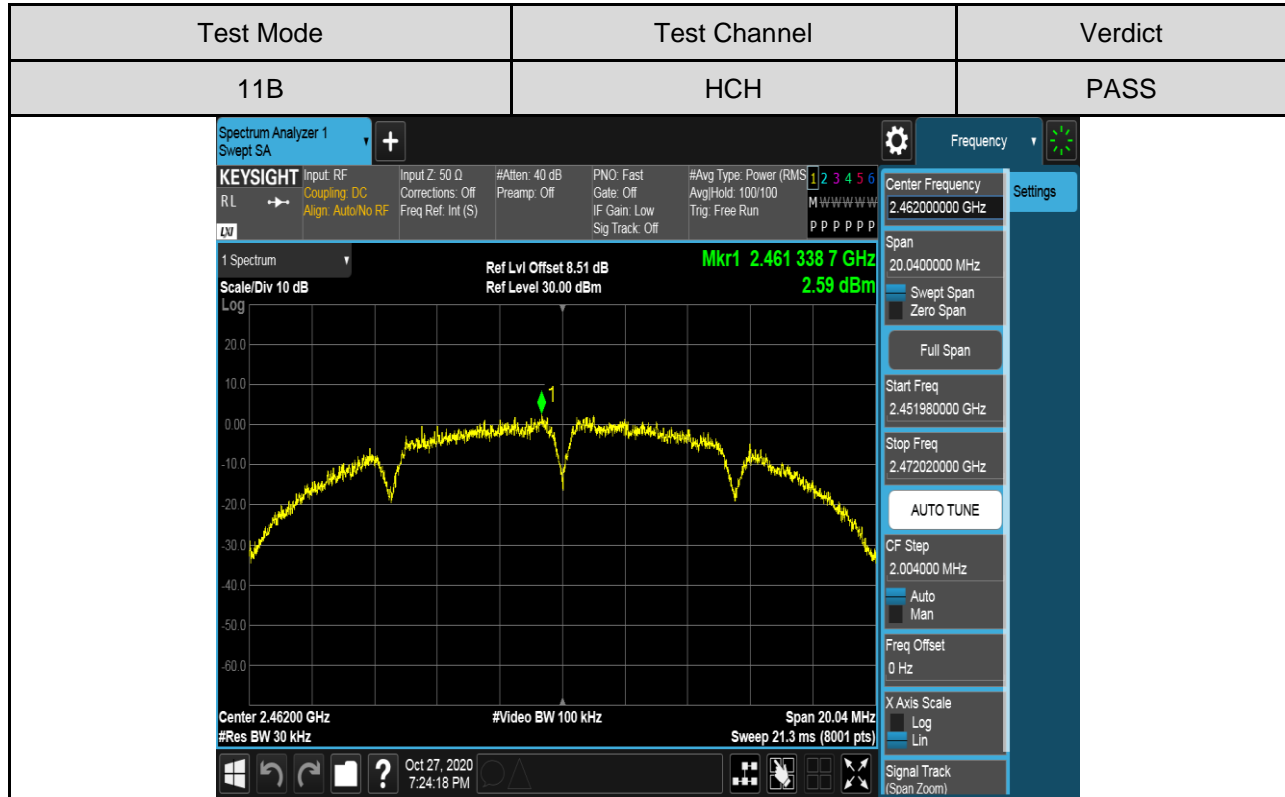 Test Mode Test Channel Verdict
11B HCH PASS
Spectrum Analyzer 1
Swept SA
+
Frequency
KEYSIGHT Input: RF Input Z: 50 Ω #Atten: 40 dB PNO: Fast #Avg Type: Power (RMS 1 2 3 4 5 6
RL Coupling: DC Corrections: Off Preamp: Off Gate: Off Avg|Hold: 100/100 M W W W W W
Align: Auto/No RF Freq Ref: Int (S) IF Gain: Low Trig: Free Run
LXI Sig Track: Off P P P P P P
1 Spectrum Ref Lvl Offset 8.51 dB Mkr1 2.461 338 7 GHz
Scale/Div 10 dB Ref Level 30.00 dBm 2.59 dBm
Log
20.0
10.0
1
0.00
-10.0
-20.0
-30.0
-40.0
-50.0
-60.0
Center 2.46200 GHz #Video BW 100 kHz Span 20.04 MHz
#Res BW 30 kHz Sweep 21.3 ms (8001 pts)
? Oct 27, 2020
7:24:18 PM
Center Frequency Settings
2.462000000 GHz
Span
20.0400000 MHz
Swept Span
Zero Span
Full Span
Start Freq
2.451980000 GHz
Stop Freq
2.472020000 GHz
AUTO TUNE
CF Step
2.004000 MHz
Auto
Man
Freq Offset
0 Hz
X Axis Scale
Log
Lin
Signal Track
(Span Zoom)